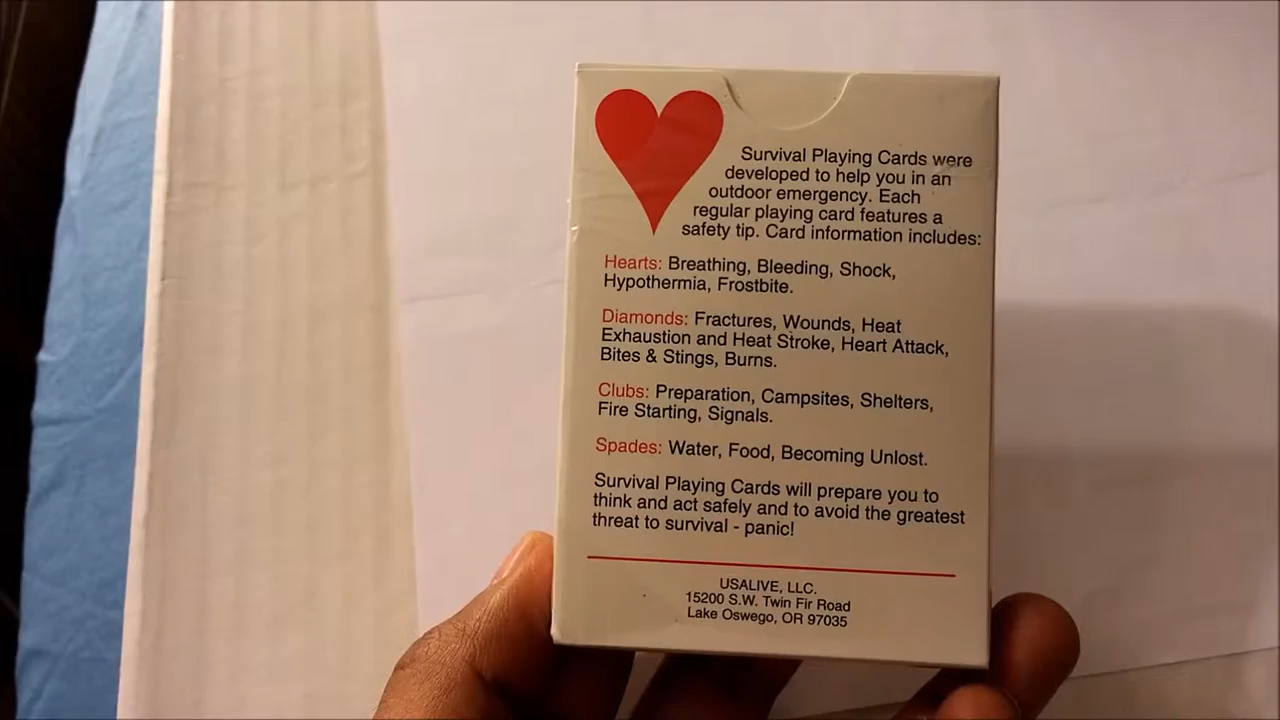 Survival Playing Cards were
developed to help you in an
outdoor emergency. Each
regular playing card features a
safety tip. Card information includes:
Hearts: Breathing, Bleeding, Shock,
Hypothermia, Frostbite.
Diamonds: Fractures, Wounds, Heat
Exhaustion and Heat Stroke, Heart Attack,
Bites & Stings, Burns.
Clubs: Preparation, Campsites, Shelters,
Fire Starting, Signals.
Spades: Water, Food, Becoming Unlost.
Survival Playing Cards will prepare you to
think and act safely and to avoid the greatest
threat to survival - panic!
USALIVE, LLC.
15200 S.W. Twin Fir Road
Lake Oswego, OR 97035